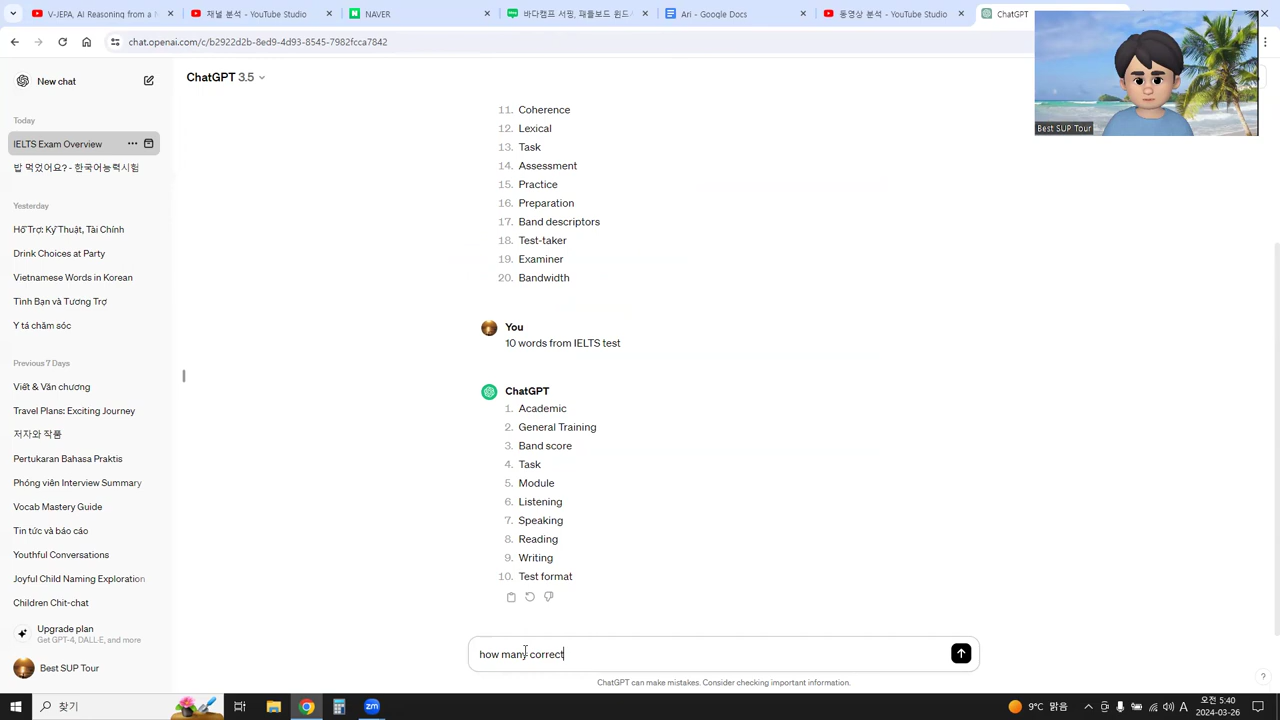 V-JEPA, AI Reasoning from a N
채널 분석 - YouTube Studio
NAVER
바다캠프 서핑, 패들보드 윈드
Ari - Google Docs
동영상 분석 - YouTube Studio
ChatGPT
chat.openai.com/c/b2922d2b-8ed9-4d93-8545-7982fcca7842
New chat
ChatGPT 3.5
Today
IELTS Exam Overview
밥 먹었어요? - 한국어능력시험
Yesterday
Hỗ Trợ: Kỹ Thuật, Tài Chính
Drink Choices at Party
Vietnamese Words in Korean
Tình Bạn và Tương Trợ
Y tá chăm sóc
Previous 7 Days
Viết & Văn chương
Travel Plans: Exciting Journey
저자와 작품
Pertukaran Bahasa Praktis
Phóng viên Interview Summary
Vocab Mastery Guide
Tin tức và báo cáo
Youthful Conversations
Joyful Child Naming Exploration
Children Chit-chat
Upgrade plan
Get GPT-4, DALL·E, and more
Best SUP Tour
11. Coherence
12. Lexical
13. Task
14. Assessment
15. Practice
16. Preparation
17. Band descriptors
18. Test-taker
19. Examiner
20. Bandwidth
You
10 words from IELTS test
ChatGPT
1. Academic
2. General Training
3. Band score
4. Task
5. Module
6. Listening
7. Speaking
8. Reading
9. Writing
10. Test format
how many correct
ChatGPT can make mistakes. Consider checking important information.
?
Best SUP Tour
찾기
9°C 맑음
A
오전 5:40
2024-03-26